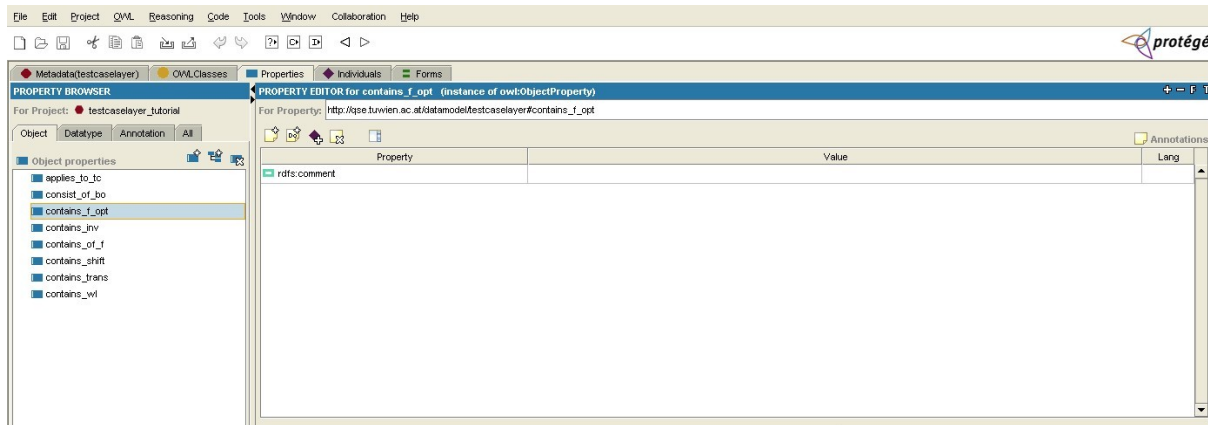 File Edit Project OWL Reasoning Code Tools Window Collaboration Help
protégé
Metadata(testcaselayer) OWLClasses Properties Individuals Forms
PROPERTY BROWSER
PROPERTY EDITOR for contains_f_opt (instance of owl:ObjectProperty)
For Project: testcaselayer_tutorial
For Property: http://qse.tuwien.ac.at/datamodel/testcaselayer#contains_f_opt
Object Datatype Annotation All
Annotations
Object properties
Property Value Lang
rdfs:comment
applies_to_tc
consist_of_bo
contains_f_opt
contains_inv
contains_of_f
contains_shift
contains_trans
contains_wl